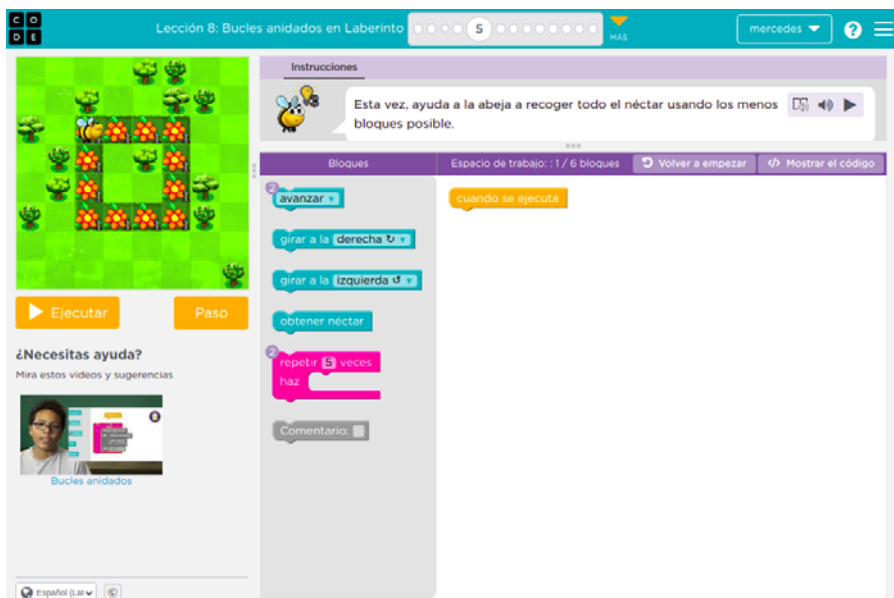 C O
D E
Lección 8: Bucles anidados en Laberinto
5
MÁS
mercedes
?
Instrucciones
Esta vez, ayuda a la abeja a recoger todo el néctar usando los menos
bloques posible.
Bloques
Espacio de trabajo: : 1 / 6 bloques
Volver a empezar
Mostrar el código
2
avanzar
girar a la derecha ↻
girar a la izquierda ↺
obtener néctar
2
repetir 5 veces
haz
Comentario:
cuando se ejecuta
Ejecutar
Paso
¿Necesitas ayuda?
Mira estos videos y sugerencias
Bucles anidados
Español (Lat